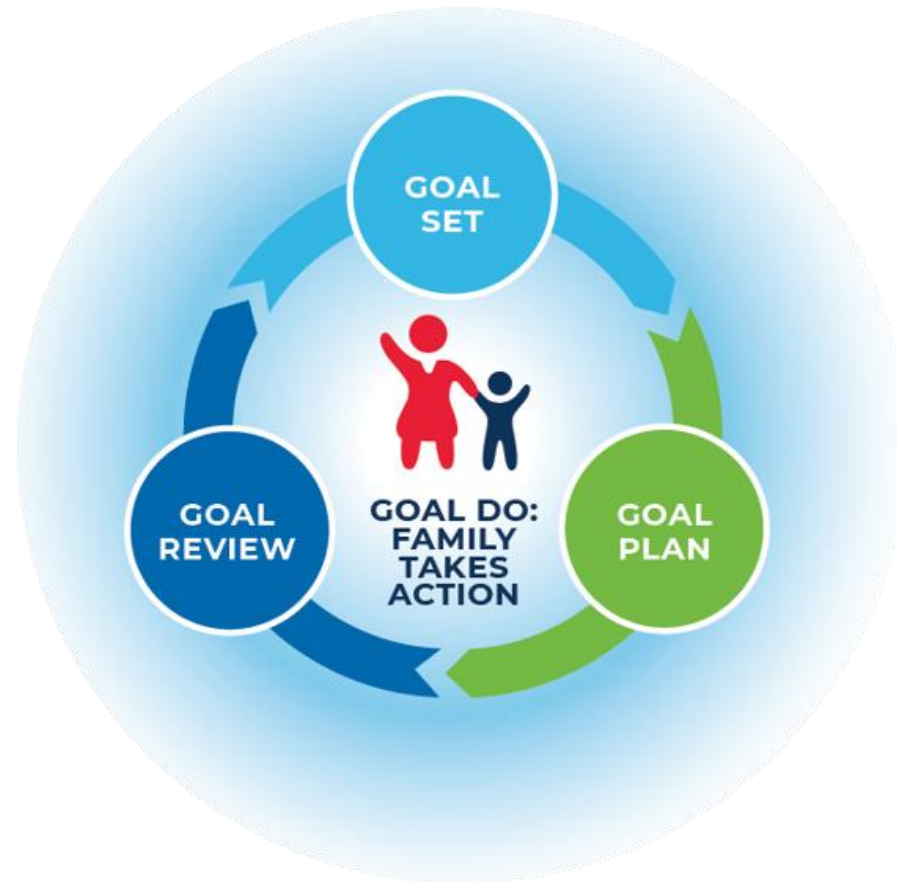 GOAL
SET
GOAL
REVIEW
GOAL DO:
FAMILY
TAKES
ACTION
GOAL
PLAN